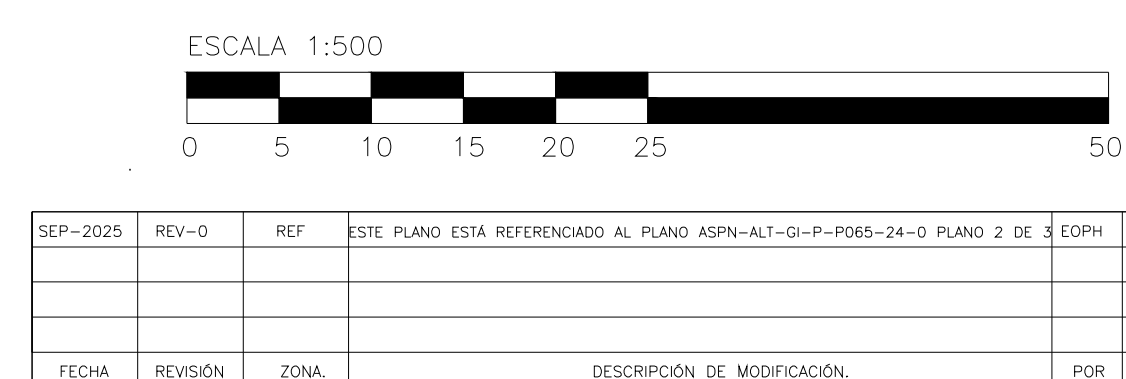 ESCALA 1:500
0 5 10 15 20 25 50
SEP-2025 REV-0 REF ESTE PLANO ESTÁ REFERENCIADO AL PLANO ASPN-ALT-GI-P-P065-24-0 PLANO 2 DE 3 EOPH
FECHA REVISIÓN ZONA. DESCRIPCIÓN DE MODIFICACIÓN. POR